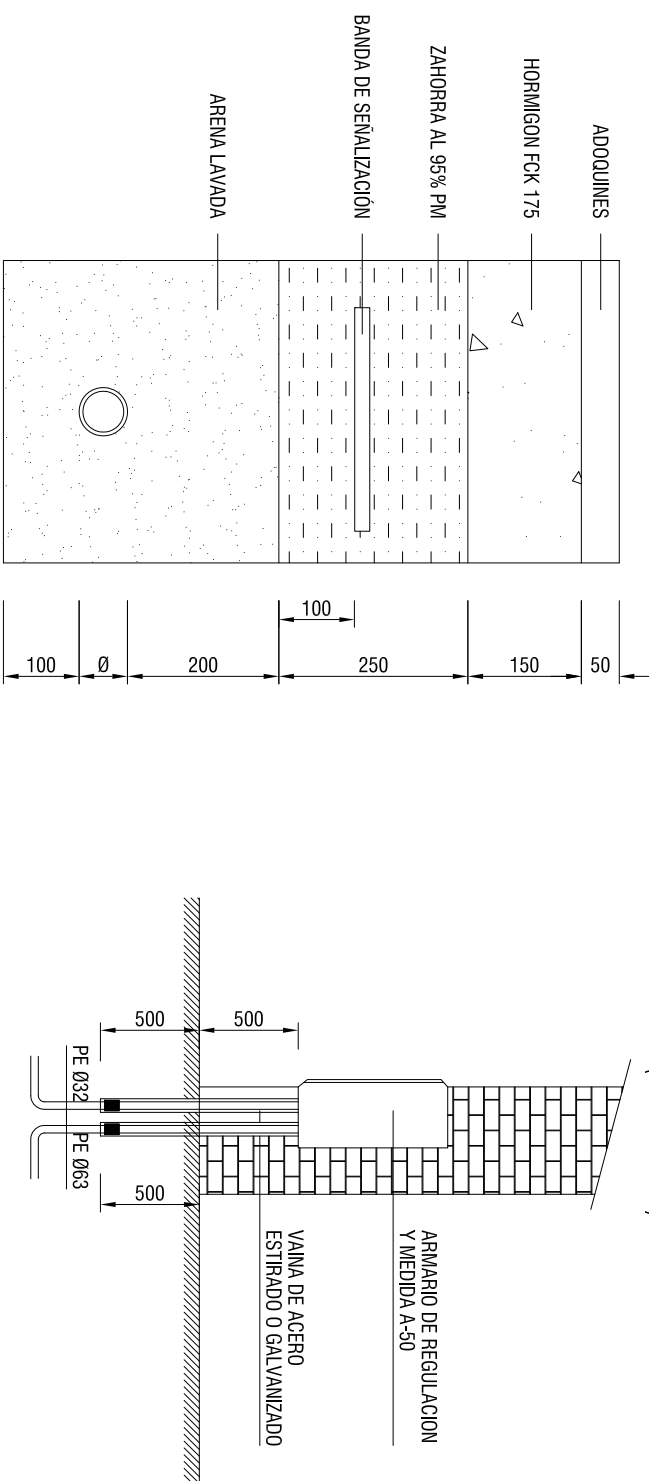 ADOQUINES
HORMIGON FCK 175
ZAHORRA AL 95% PM
BANDA DE SEÑALIZACIÓN
ARENA LAVADA
50
150
250
100
200
Ø
100
500
500
500
PE Ø32
PE Ø63
ARMARIO DE REGULACION
Y MEDIDA A-50
VAINA DE ACERO
ESTIRADO O GALVANIZADO